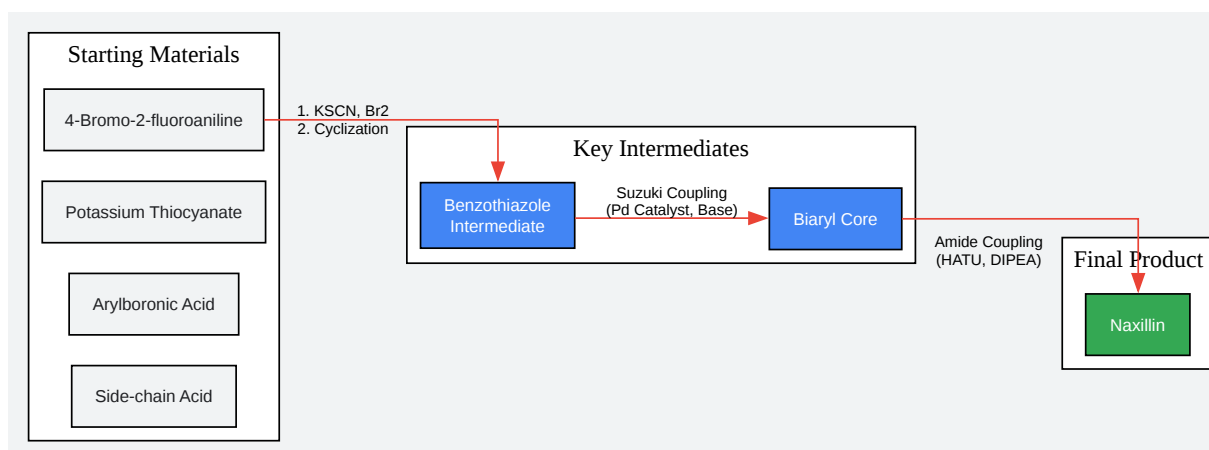 Starting Materials
4-Bromo-2-fluoroaniline
Potassium Thiocyanate
Arylboronic Acid
Side-chain Acid
1. KSCN, Br2
2. Cyclization
Key Intermediates
Benzothiazole
Intermediate
Suzuki Coupling
(Pd Catalyst, Base)
Biaryl Core
Amide Coupling
(HATU, DIPEA)
Final Product
Naxillin